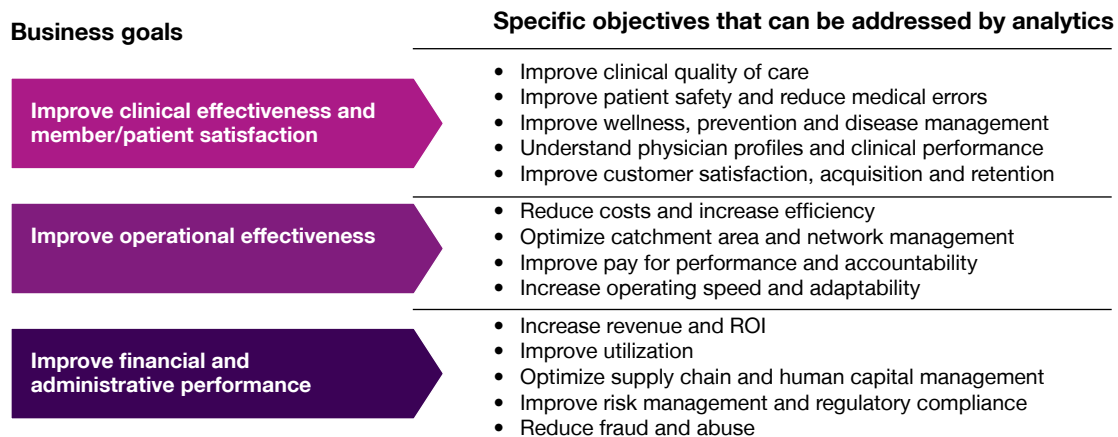 Business goals
Specific objectives that can be addressed by analytics
Improve clinical effectiveness and
member/patient satisfaction
• Improve clinical quality of care
• Improve patient safety and reduce medical errors
• Improve wellness, prevention and disease management
• Understand physician profiles and clinical performance
• Improve customer satisfaction, acquisition and retention
Improve operational effectiveness
• Reduce costs and increase efficiency
• Optimize catchment area and network management
• Improve pay for performance and accountability
• Increase operating speed and adaptability
Improve financial and
administrative performance
• Increase revenue and ROI
• Improve utilization
• Optimize supply chain and human capital management
• Improve risk management and regulatory compliance
• Reduce fraud and abuse